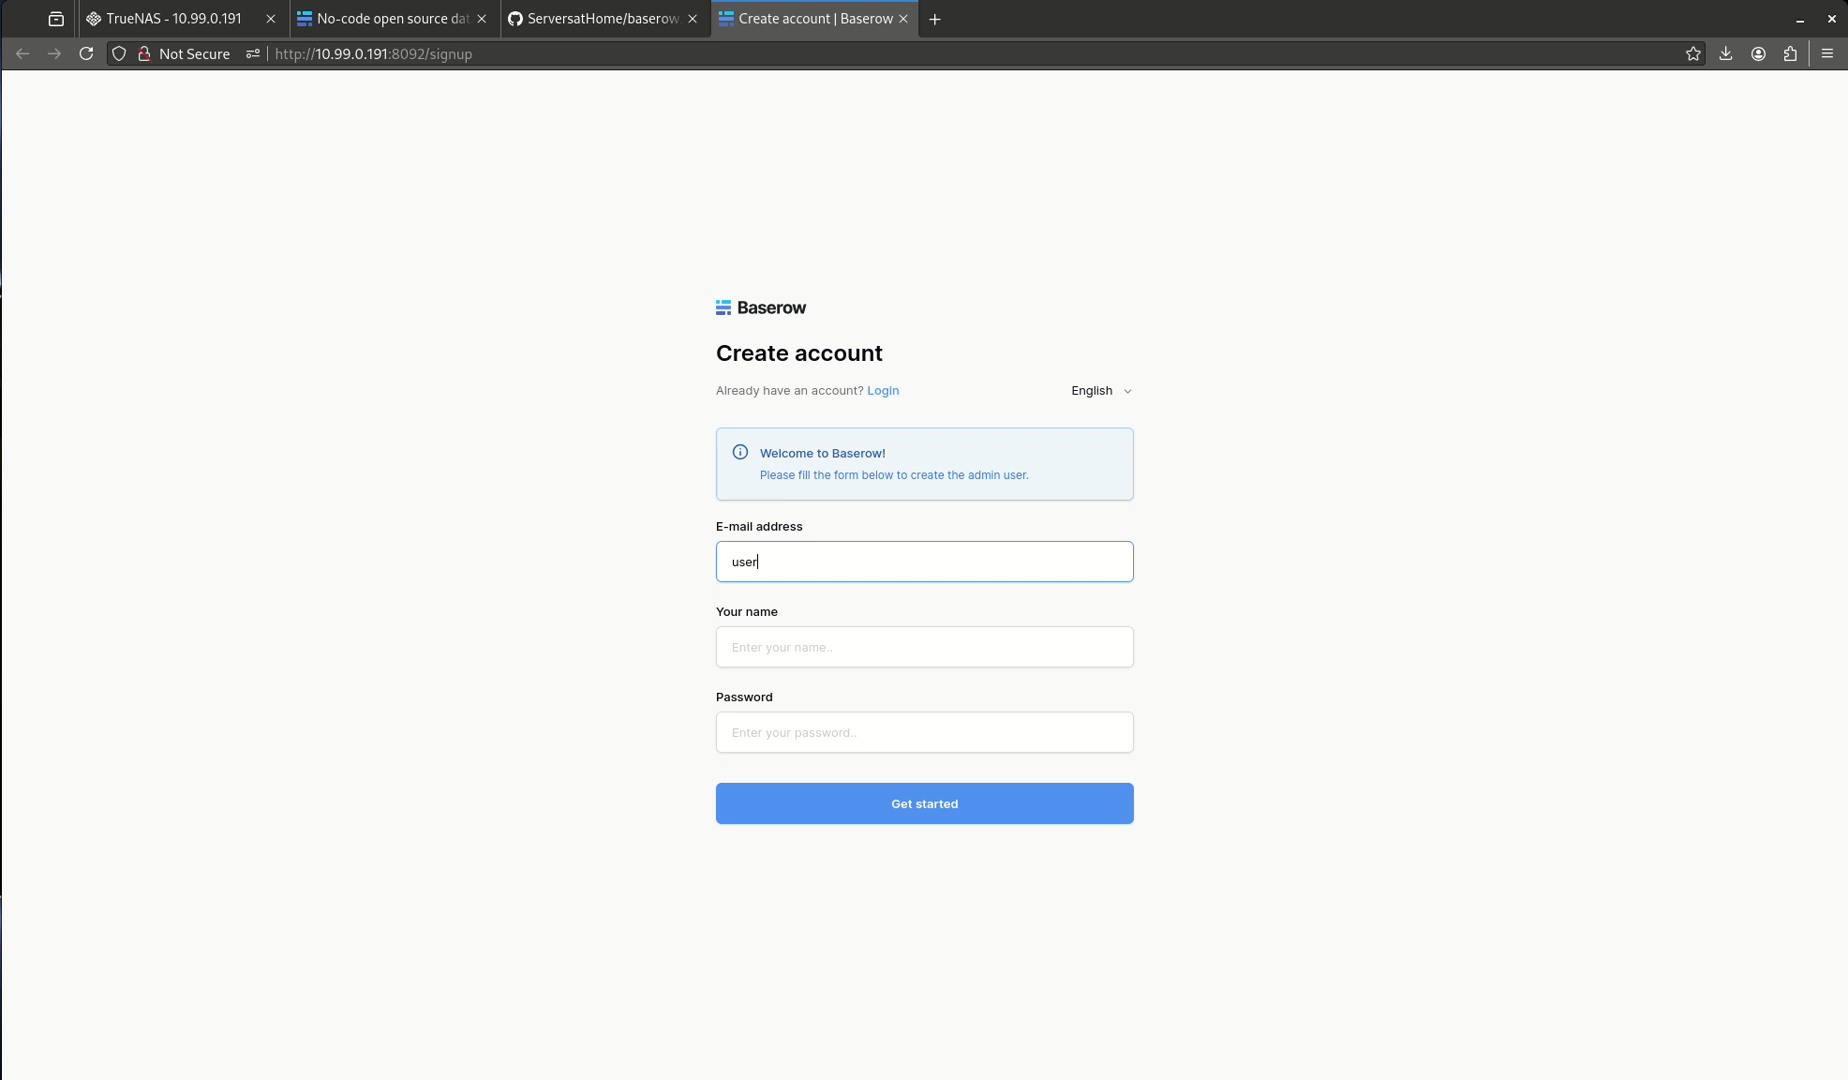 TrueNAS - 10.99.0.191
No-code open source dat
ServersatHome/baserow
Create account | Baserow
Not Secure
http://10.99.0.191:8092/signup
Baserow
Create account
Already have an account? Login
English
Welcome to Baserow!
Please fill the form below to create the admin user.
E-mail address
user
Your name
Enter your name..
Password
Enter your password..
Get started